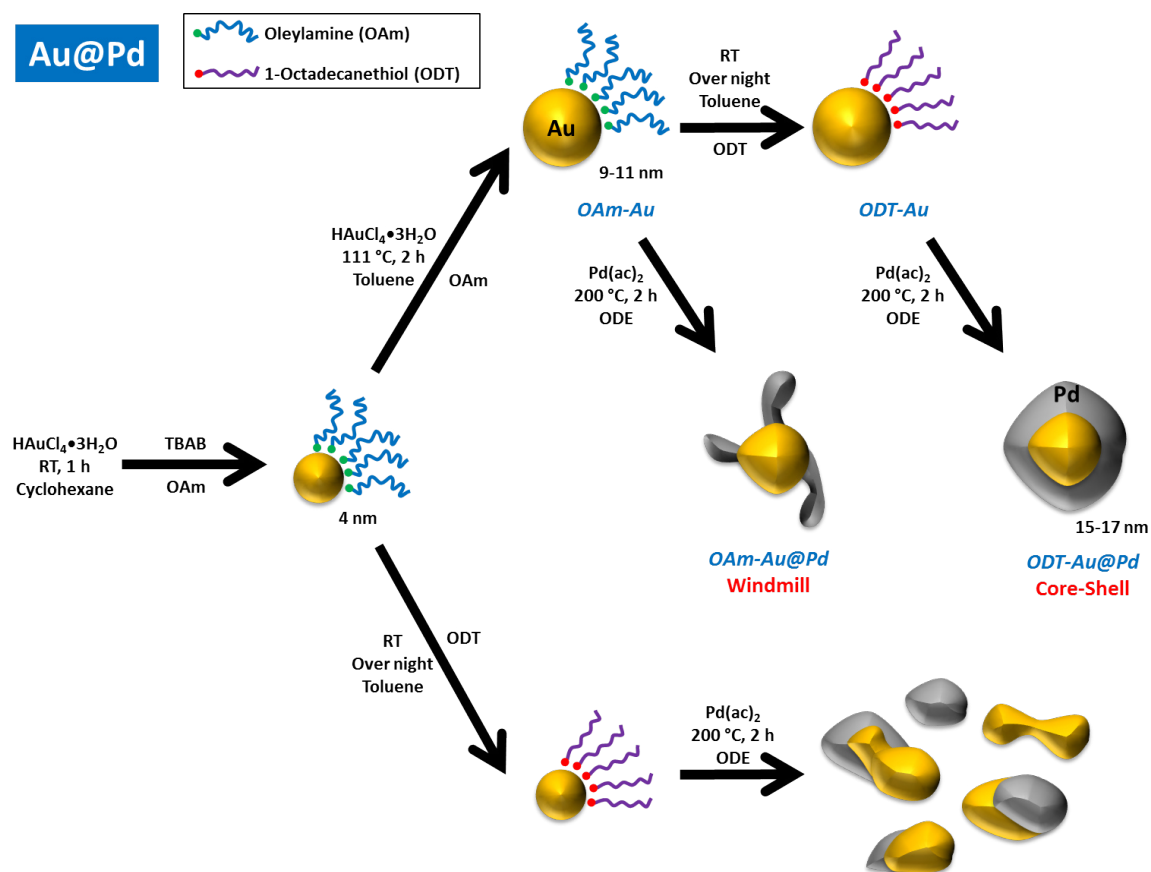 Au@Pd
Oleylamine (OAm)
1-Octadecanethiol (ODT)
Au
9-11 nm
OAm-Au
RT
Over night
Toluene
ODT
ODT-Au
HAuCl₄•3H₂O
111 °C, 2 h
Toluene
OAm
Pd(ac)₂
200 °C, 2 h
ODE
Pd(ac)₂
200 °C, 2 h
ODE
HAuCl₄•3H₂O
RT, 1 h
Cyclohexane
TBAB
OAm
4 nm
OAm-Au@Pd
Windmill
Pd
15-17 nm
ODT-Au@Pd
Core-Shell
RT
Over night
Toluene
ODT
Pd(ac)₂
200 °C, 2 h
ODE